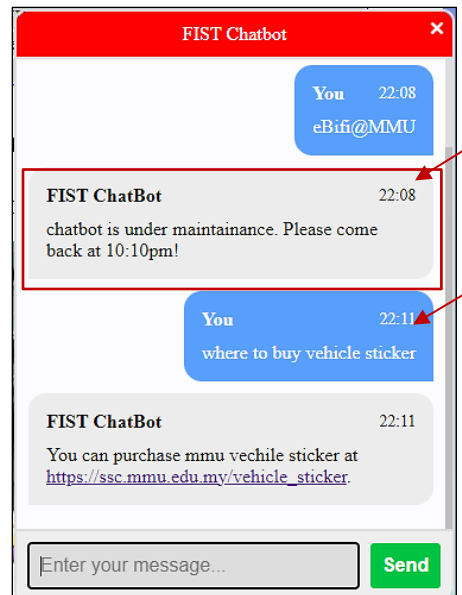 FIST Chatbot ×
You 22:08
eBifi@MMU
FIST ChatBot 22:08
chatbot is under maintainance. Please come
back at 10:10pm!
You 22:11
where to buy vehicle sticker
FIST ChatBot 22:11
You can purchase mmu vechile sticker at
https://ssc.mmu.edu.my/vehicle_sticker.
Enter your message... Send